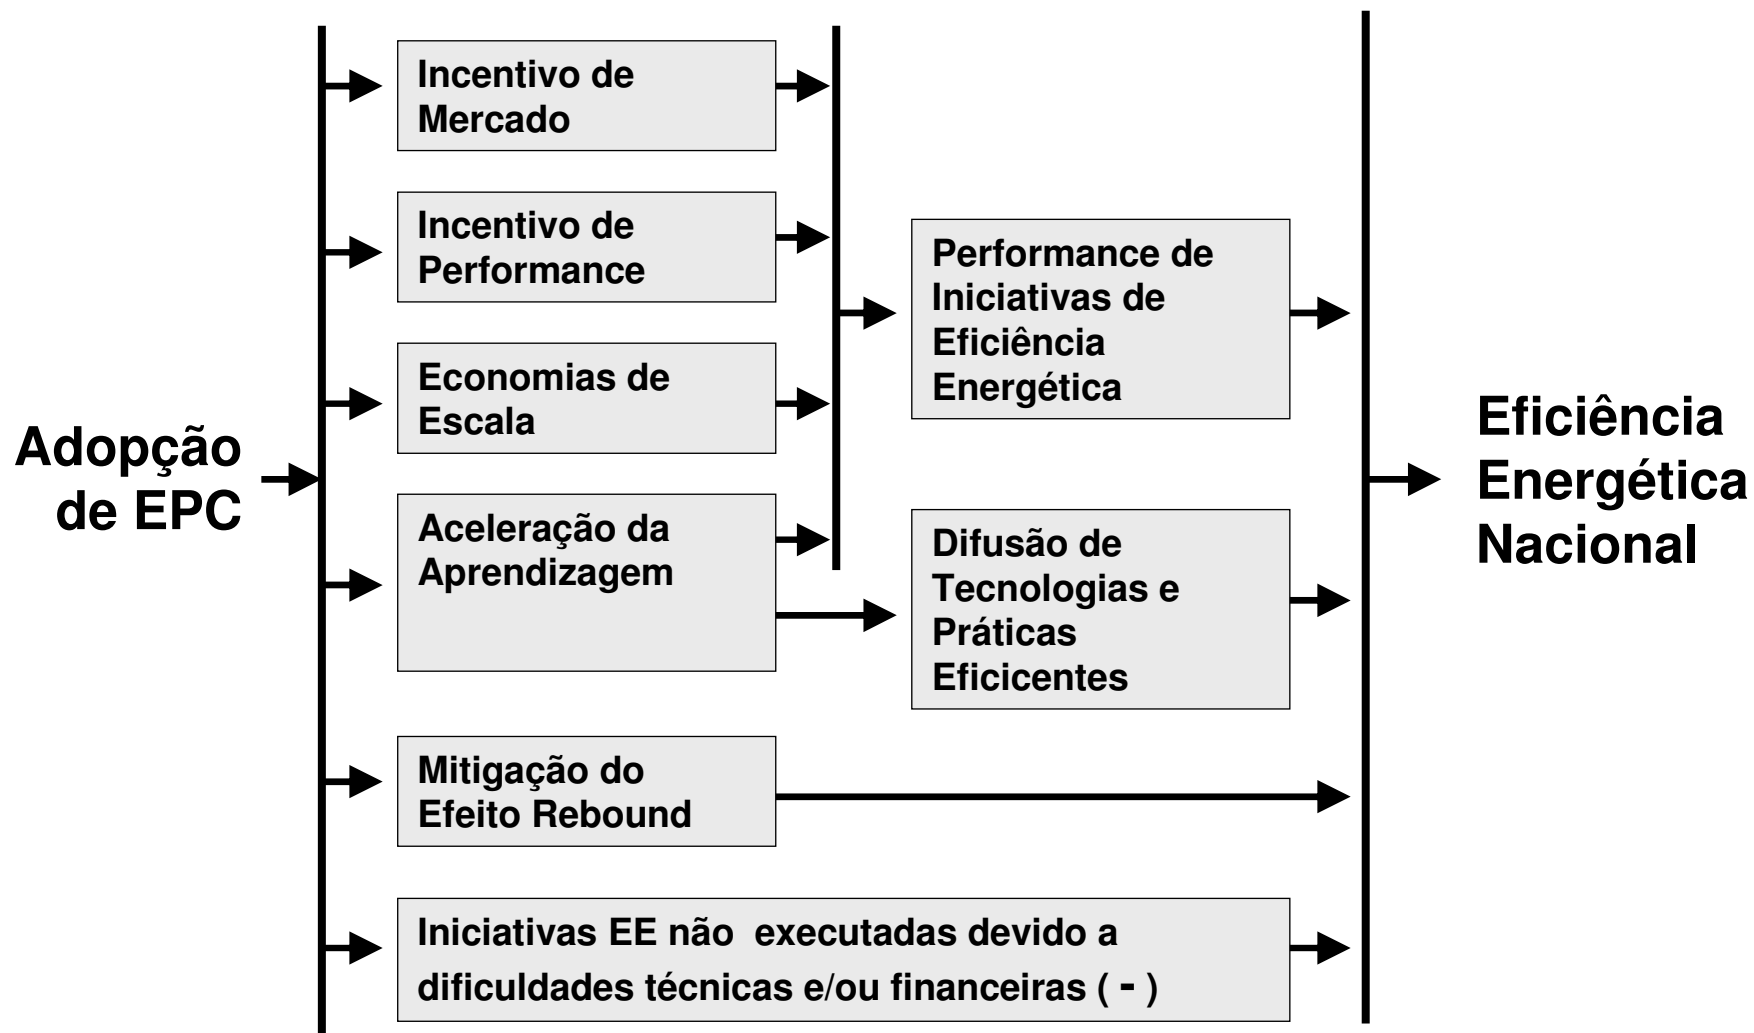 Adopção
de EPC
Incentivo de
Mercado
Incentivo de
Performance
Economias de
Escala
Aceleração da
Aprendizagem
Mitigação do
Efeito Rebound
Iniciativas EE não  executadas devido a
dificuldades técnicas e/ou financeiras ( - )
Performance de
Iniciativas de
Eficiência
Energética
Difusão de
Tecnologias e
Práticas
Eficicentes
Eficiência
Energética
Nacional